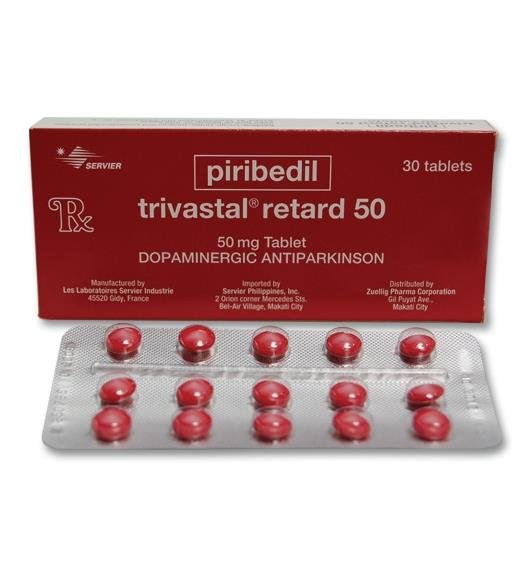 SERVIER
piribedil
30 tablets
Rx
trivastal® retard 50
50 mg Tablet
DOPAMINERGIC ANTIPARKINSON
Manufactured by
Les Laboratoires Servier Industrie
45520 Gidy, France
Imported by
Servier Philippines, Inc.
2 Orion corner Mercedes Sts.
Bel-Air Village, Makati City
Distributed by
Zuellig Pharma Corporation
Gil Puyat Ave.,
Makati City